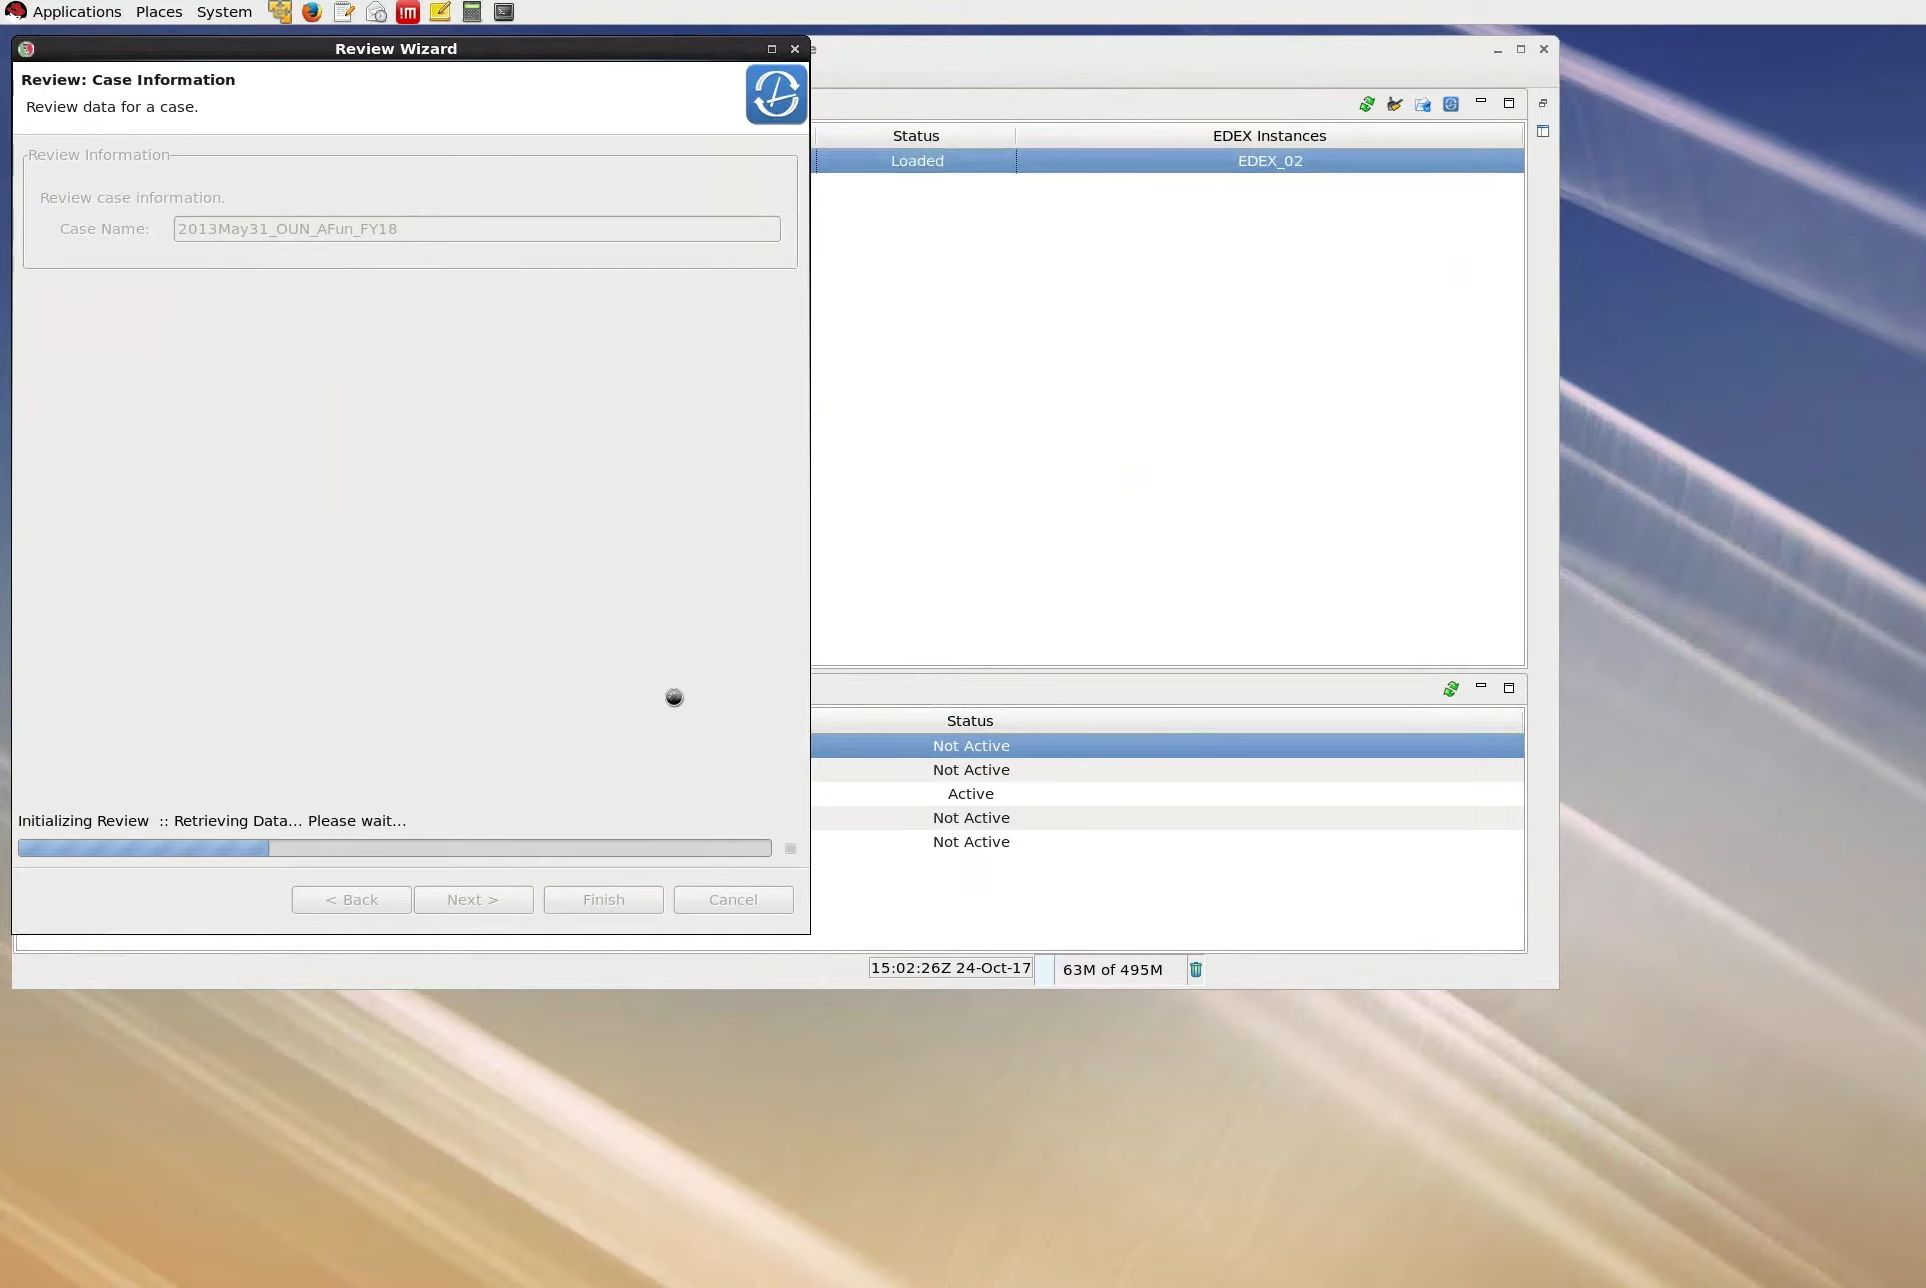 Applications Places System
Review Wizard
Review: Case Information
Review data for a case.
Review Information
Review case information.
Case Name: 2013May31_OUN_AFun_FY18
Initializing Review :: Retrieving Data... Please wait...
< Back Next > Finish Cancel
Status EDEX Instances
Loaded EDEX_02
Status
Not Active
Not Active
Active
Not Active
Not Active
15:02:26Z 24-Oct-17 63M of 495M